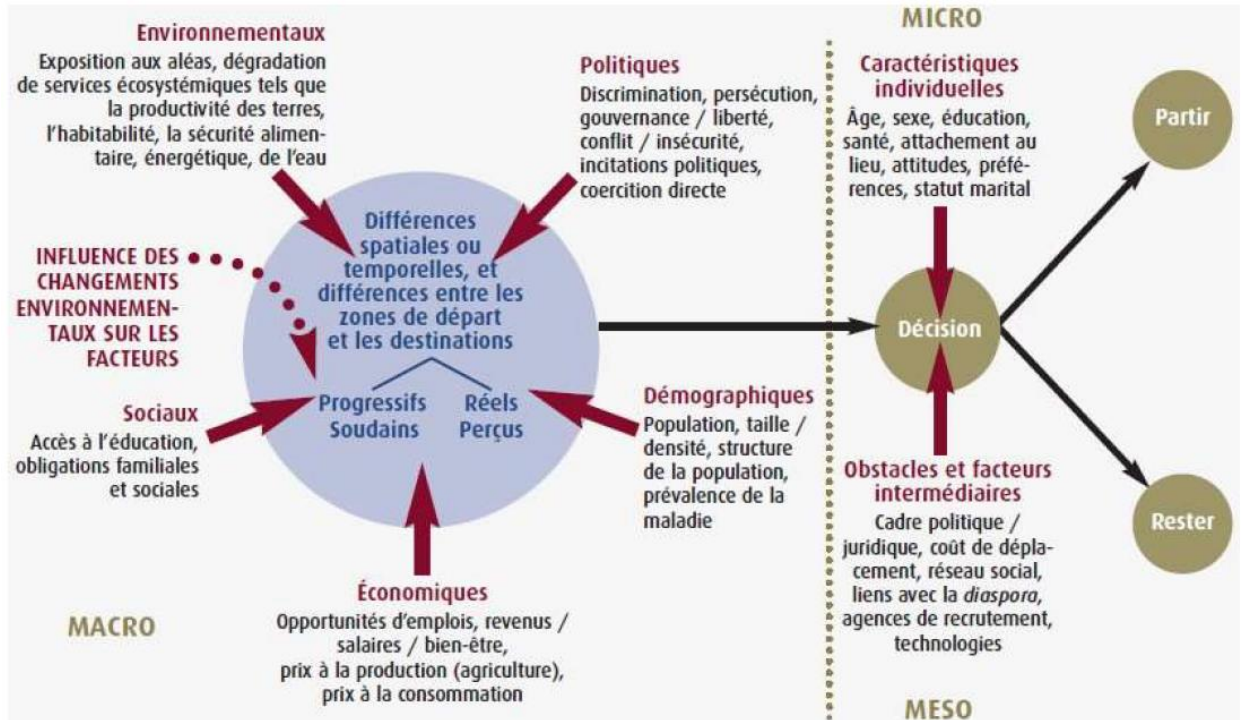 Environnementaux
Exposition aux aléas, dégradation
de services écosystémiques tels que
la productivité des terres,
l'habitabilité, la sécurité alimen-
taire, énergétique, de l'eau
Politiques
Discrimination, persécution,
gouvernance / liberté,
conflit / insécurité,
incitations politiques,
coercition directe
INFLUENCE DES
CHANGEMENTS
ENVIRONNEMEN-
TAUX SUR LES
FACTEURS
Différences
spatiales ou
temporelles, et
différences entre les
zones de départ
et les destinations
Progressifs
Soudains
Réels
Perçus
Sociaux
Accès à l'éducation,
obligations familiales
et sociales
Démographiques
Population, taille /
densité, structure
de la population,
prévalence de la
maladie
Économiques
Opportunités d'emplois, revenus /
salaires / bien-être,
prix à la production (agriculture),
prix à la consommation
MACRO
MICRO
Caractéristiques
individuelles
Âge, sexe, éducation,
santé, attachement au
lieu, attitudes, préfé-
rences, statut marital
Décision
Obstacles et facteurs
intermédiaires
Cadre politique /
juridique, coût de dépla-
cement, réseau social,
liens avec la diaspora,
agences de recrutement,
technologies
MESO
Partir
Rester